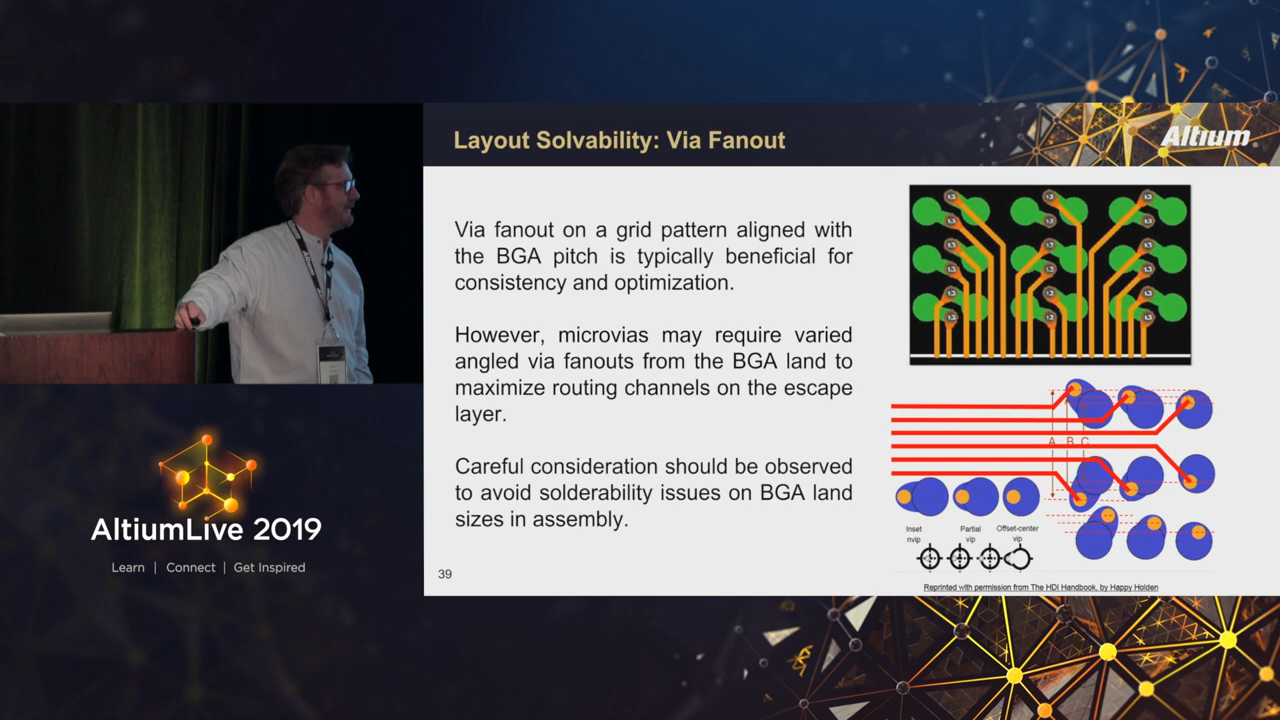 Layout Solvability: Via Fanout
Altium
Via fanout on a grid pattern aligned with
the BGA pitch is typically beneficial for
consistency and optimization.
However, microvias may require varied
angled via fanouts from the BGA land to
maximize routing channels on the escape
layer.
Careful consideration should be observed
to avoid solderability issues on BGA land
sizes in assembly.
39
A B C
Inset
nvip
Partial
vip
Offset-center
vip
Reprinted with permission from The HDI Handbook, by Happy Holden
AltiumLive 2019
Learn | Connect | Get Inspired